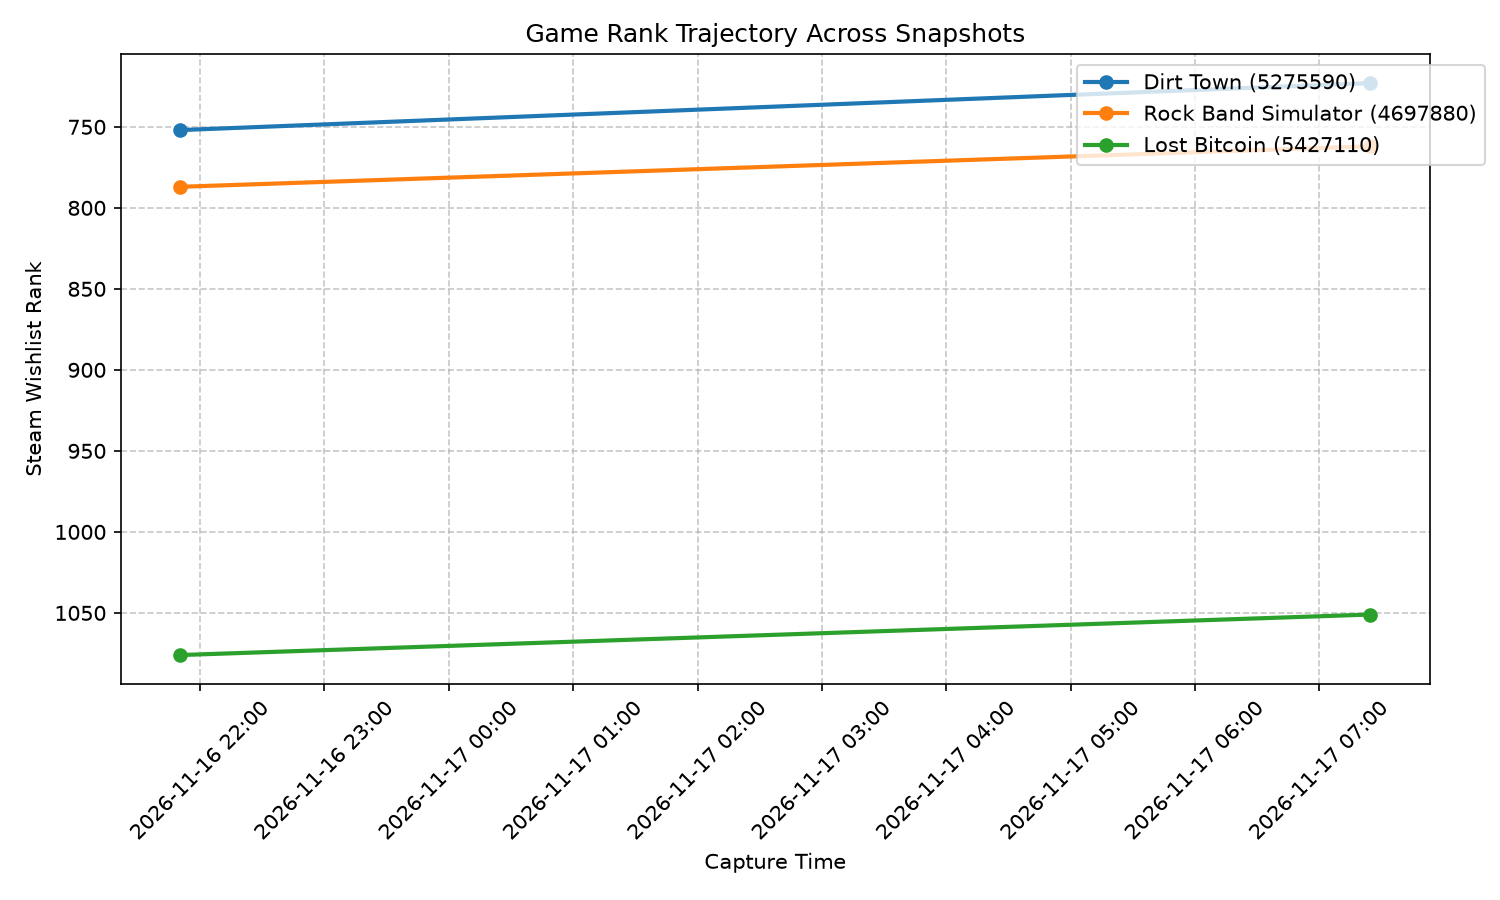 Game Rank Trajectory Across Snapshots
Dirt Town (5275590)
Rock Band Simulator (4697880)
Lost Bitcoin (5427110)
Steam Wishlist Rank
750
800
850
900
950
1000
1050
2026-11-16 22:00
2026-11-16 23:00
2026-11-17 00:00
2026-11-17 01:00
2026-11-17 02:00
2026-11-17 03:00
2026-11-17 04:00
2026-11-17 05:00
2026-11-17 06:00
2026-11-17 07:00
Capture Time